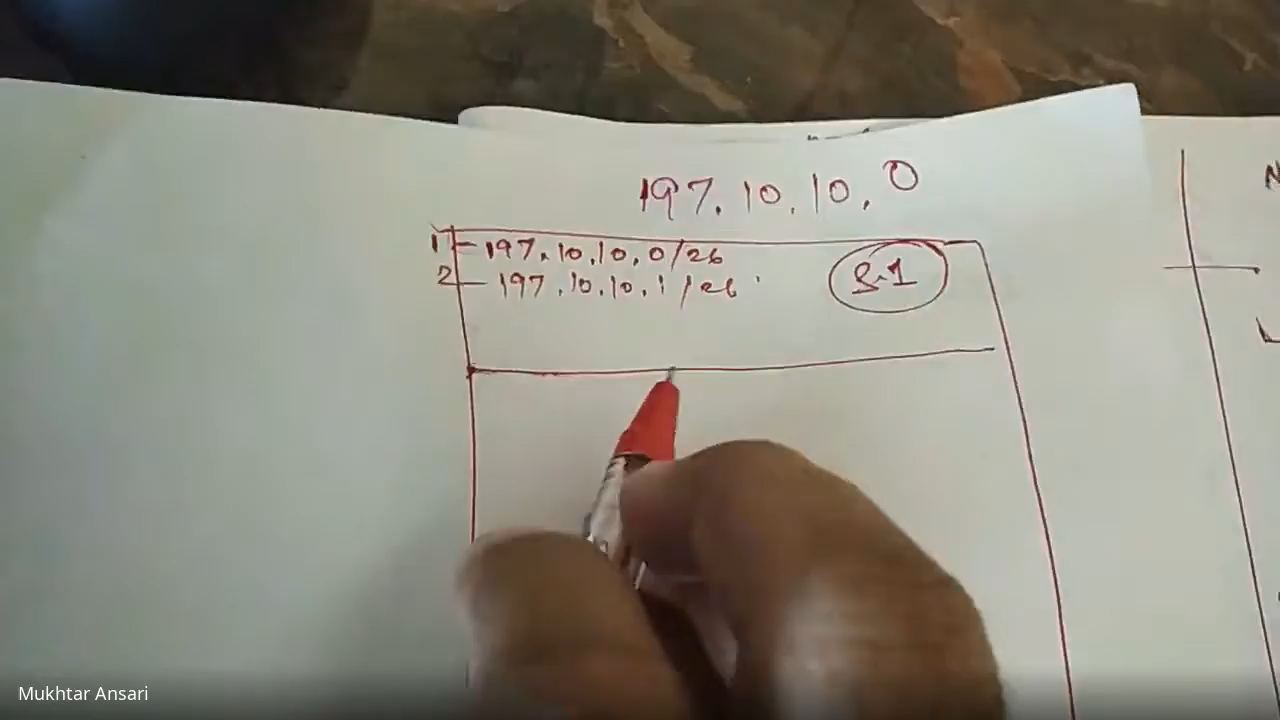 197.10.10.0
1 - 197.10.10.0/26
2 - 197.10.10.1/26
S-1
N
Mukhtar Ansari